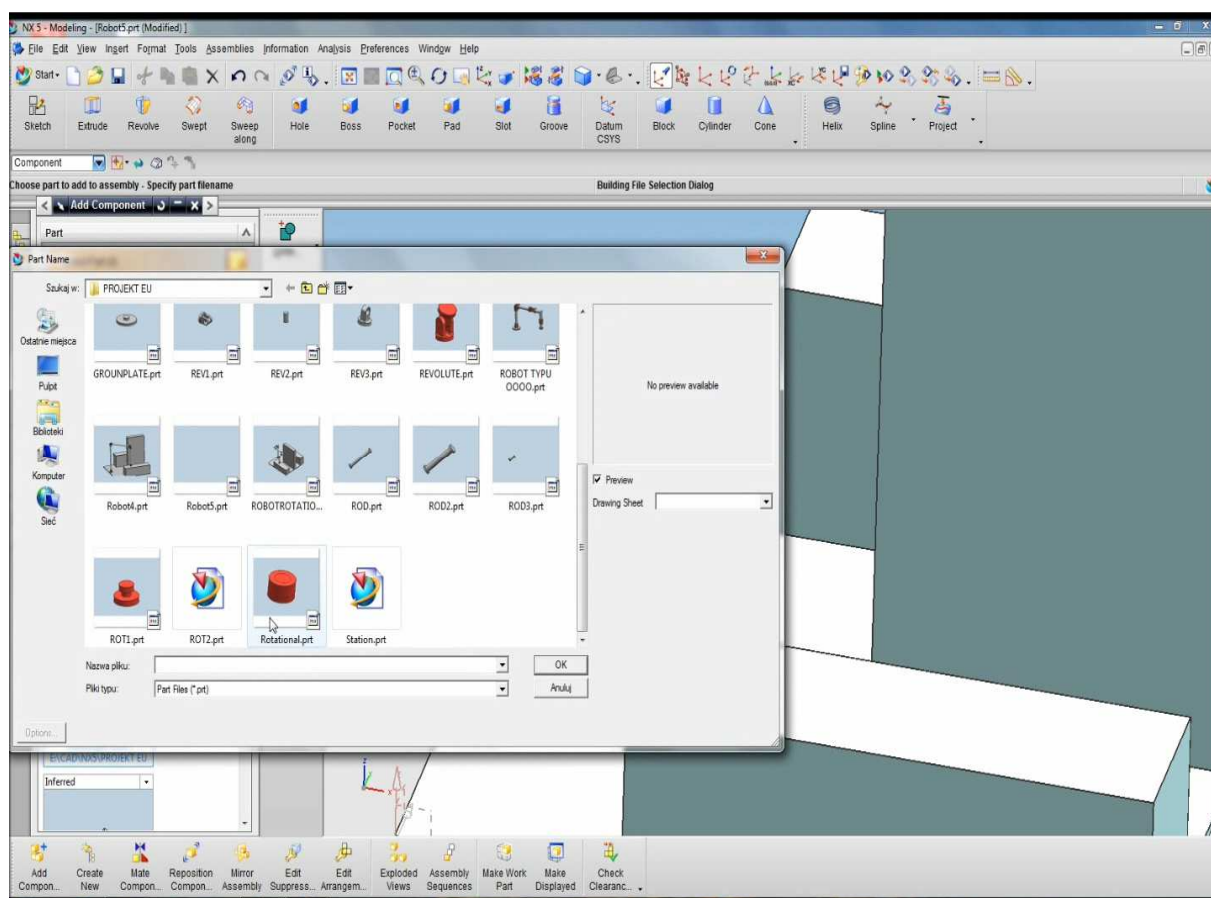 NX 5 - Modeling - [Robot5.prt (Modified) ]
File Edit View Insert Format Tools Assemblies Information Analysis Preferences Window Help
Start
Sketch Extrude Revolve Swept Sweep along Hole Boss Pocket Pad Slot Groove Datum CSYS Block Cylinder Cone Helix Spline Project
Component
Choose part to add to assembly - Specify part filename
Building File Selection Dialog
Add Component
Part
Part Name
Szukaj w: PROJEKT EU
Ostatnie miejsca
Pulpit
Biblioteki
Komputer
Sieć
GROUNPLATE.prt REV1.prt REV2.prt REV3.prt REVOLUTE.prt ROBOT TYPU OOOO.prt
Robot4.prt Robot5.prt ROBOTROTATIO... ROD.prt ROD2.prt ROD3.prt
ROT1.prt ROT2.prt Rotational.prt Station.prt
No preview available
Preview
Drawing Sheet
Nazwa pliku:
OK
Pliki typu: Part Files (*.prt)
Anuluj
Options...
E:\CAD\NX5\PROJEKT EU
Inferred
Add Compon... Create New Mate Compon... Reposition Compon... Mirror Assembly Edit Suppress... Edit Arrangem... Exploded Views Assembly Sequences Make Work Part Make Displayed Check Clearanc...